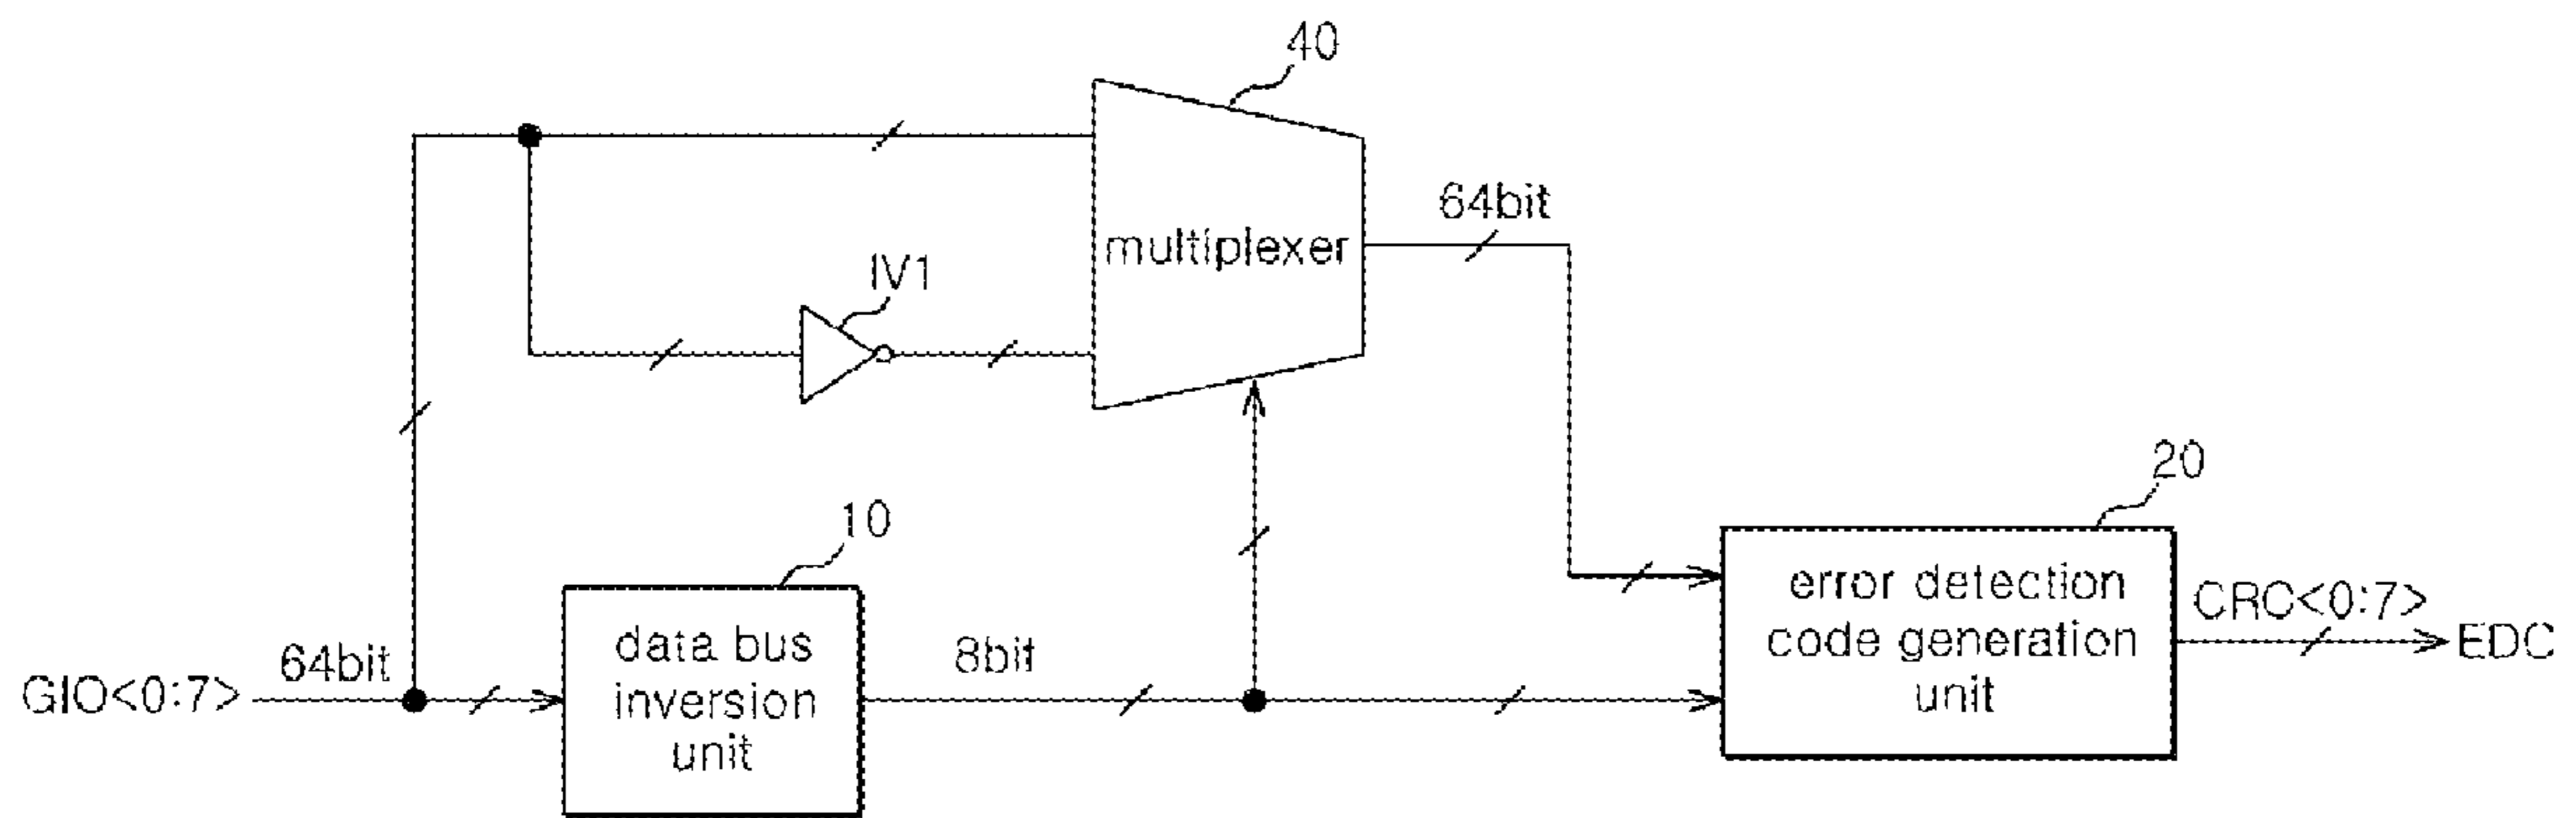 40
64bit
multiplexer
IV1
20
10
error detection
code generation
unit
CRC<0:7>
EDC
data bus
inversion
unit
8bit
64bit
GIO<0:7>